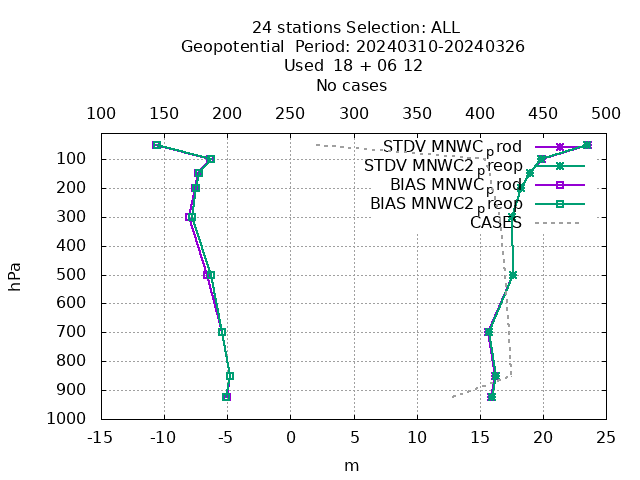 24 stations Selection: ALL
Geopotential  Period: 20240310-20240326
Used  18 + 06 12
No cases
100 150 200 250 300 350 400 450 500
STDV MNWC_prod
STDV MNWC2_preop
BIAS MNWC_prod
BIAS MNWC2_preop
CASES
100
200
300
400
500
600
700
800
900
1000
hPa
-15 -10 -5 0 5 10 15 20 25
m